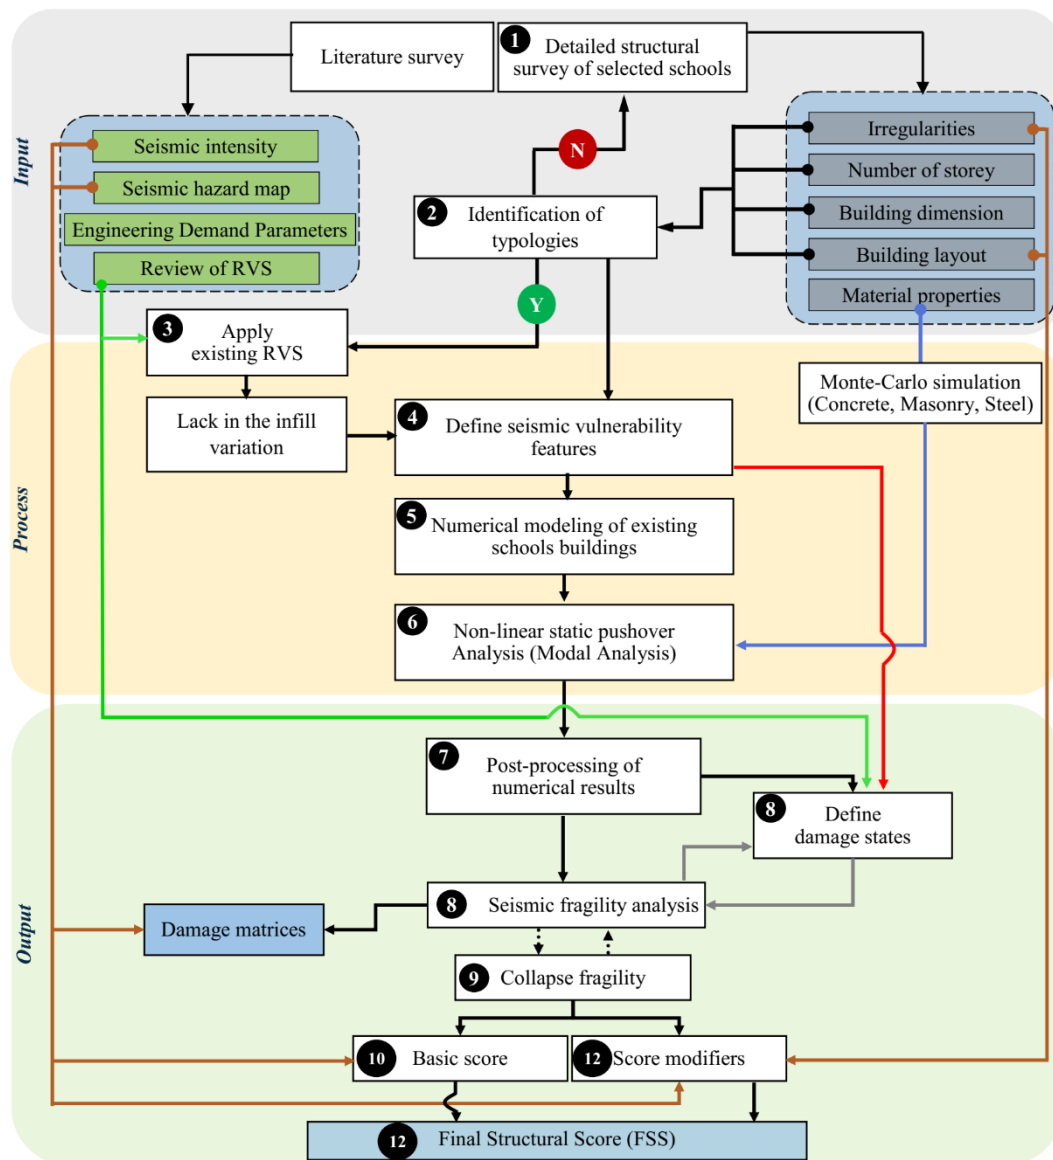 Input
Literature survey
1
Detailed structural
survey of selected schools
Seismic intensity
Seismic hazard map
Engineering Demand Parameters
Review of RVS
N
2
Identification of
typologies
Y
Irregularities
Number of storey
Building dimension
Building layout
Material properties
Process
3
Apply
existing RVS
Lack in the infill
variation
4
Define seismic vulnerability
features
Monte-Carlo simulation
(Concrete, Masonry, Steel)
5
Numerical modeling of existing
schools buildings
6
Non-linear static pushover
Analysis (Modal Analysis)
Output
7
Post-processing of
numerical results
8
Define
damage states
8
Seismic fragility analysis
Damage matrices
9
Collapse fragility
10
Basic score
12
Score modifiers
12
Final Structural Score (FSS)